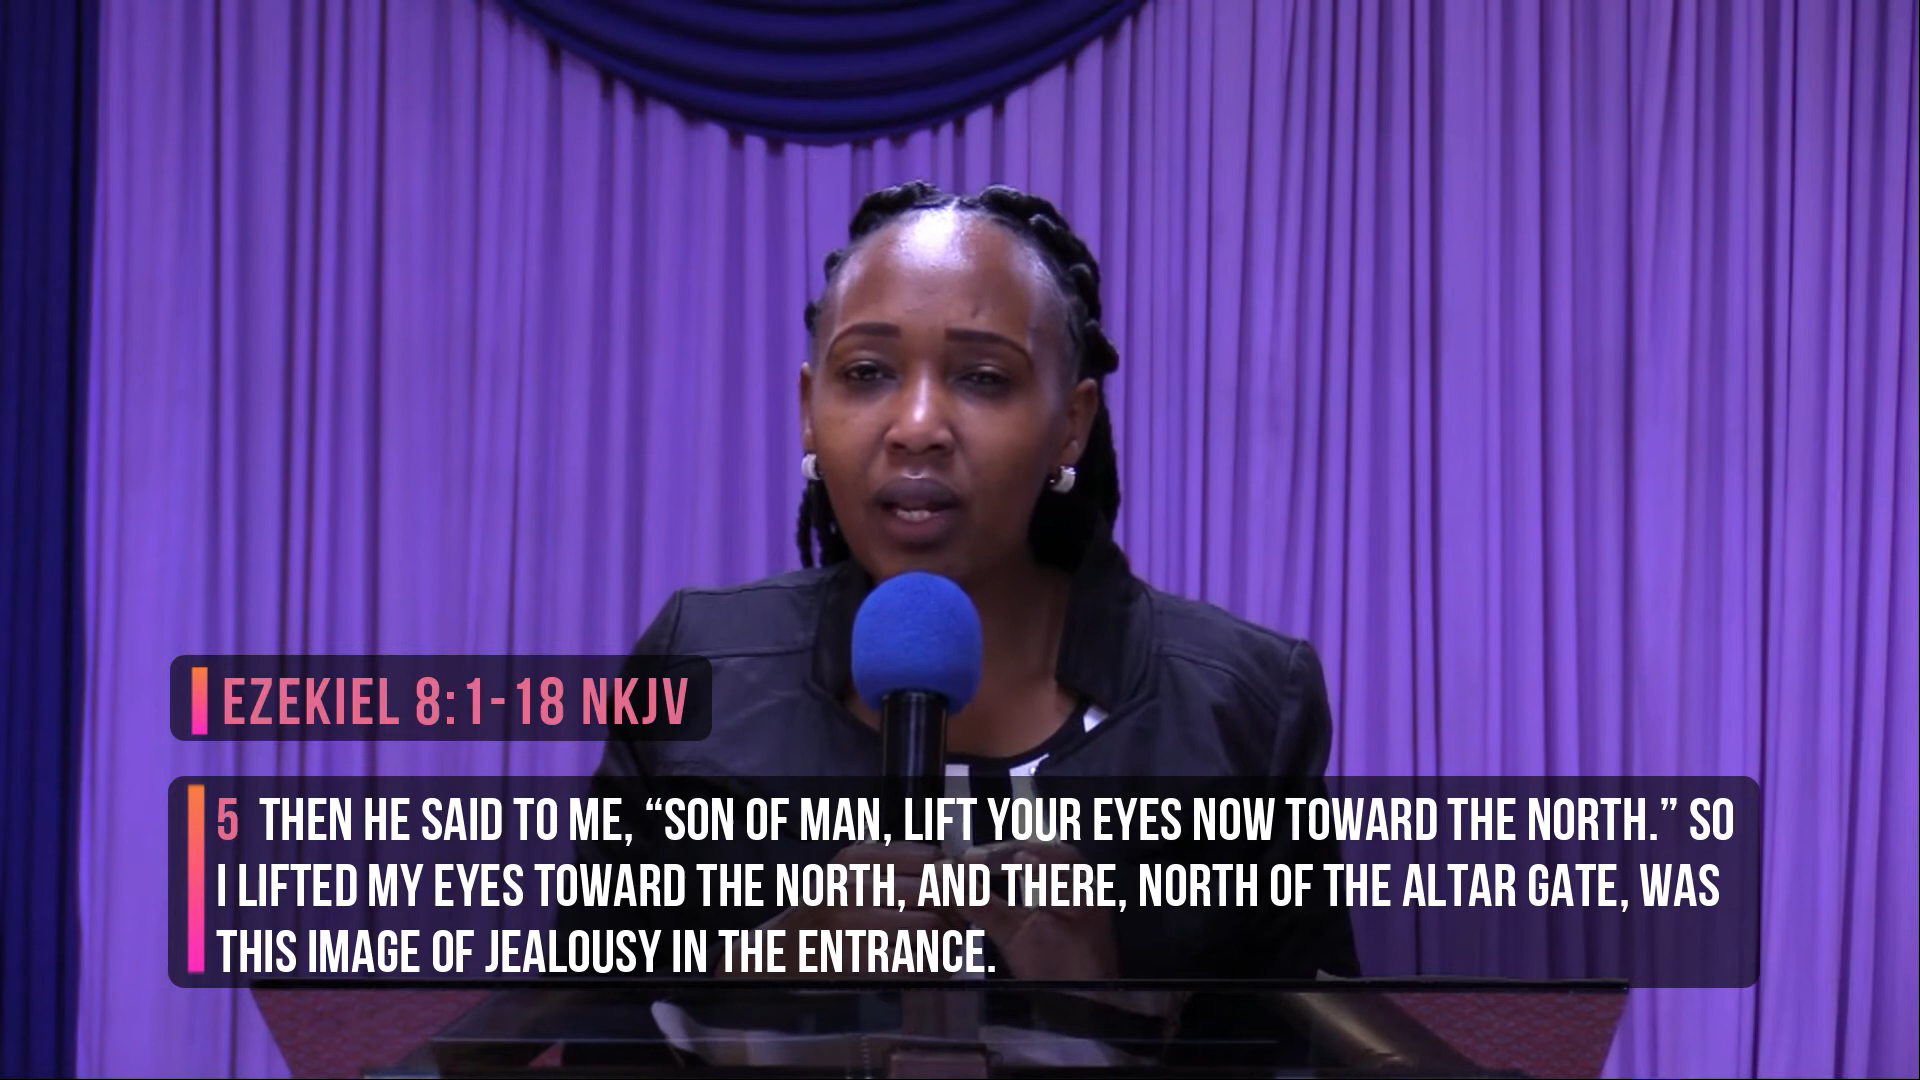 EZEKIEL 8:1-18 NKJV
5 THEN HE SAID TO ME, “SON OF MAN, LIFT YOUR EYES NOW TOWARD THE NORTH.” SO
I LIFTED MY EYES TOWARD THE NORTH, AND THERE, NORTH OF THE ALTAR GATE, WAS
THIS IMAGE OF JEALOUSY IN THE ENTRANCE.